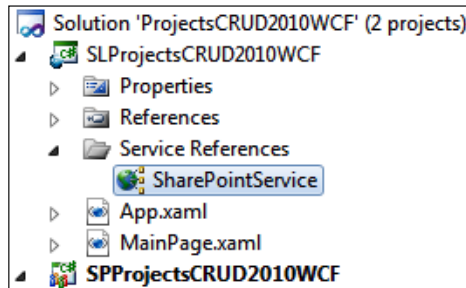 Solution 'ProjectsCRUD2010WCF' (2 projects)
SLProjectsCRUD2010WCF
Properties
References
Service References
SharePointService
App.xaml
MainPage.xaml
SPProjectsCRUD2010WCF